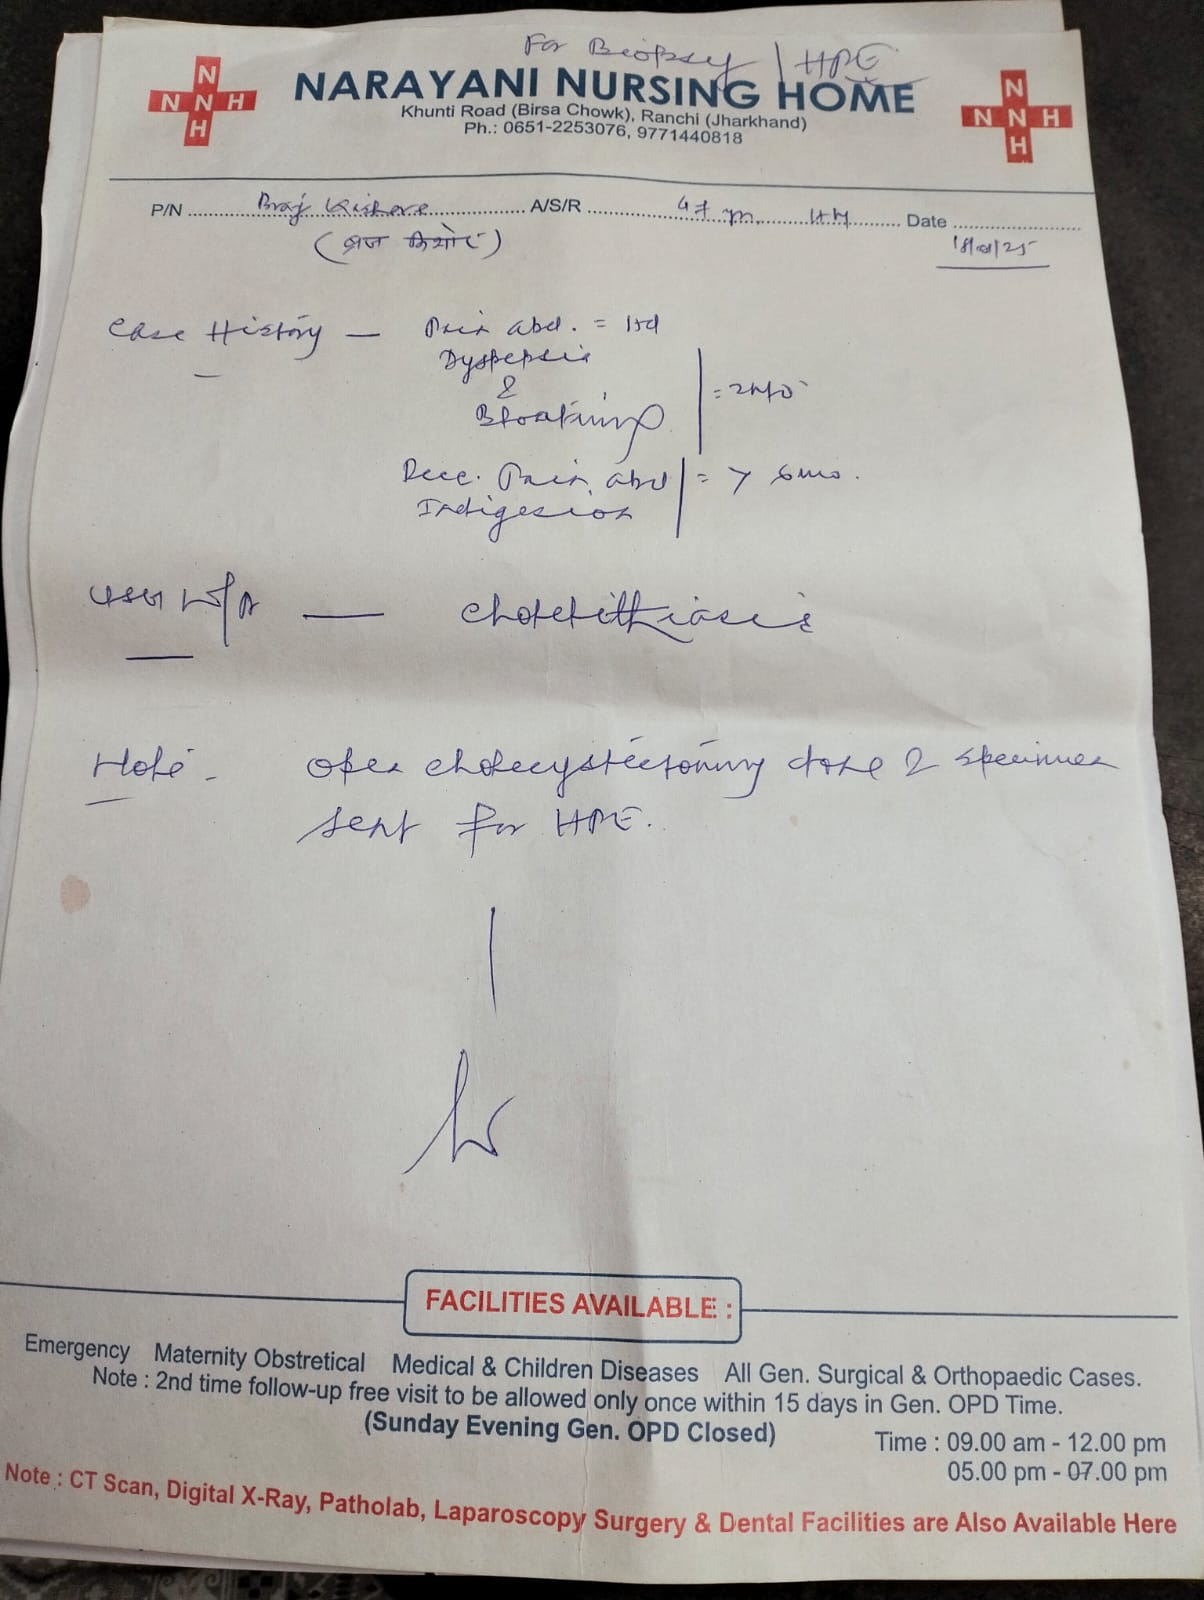 For Biopsy / HPE
N
N N H
H
NARAYANI NURSING HOME
Khunti Road (Birsa Chowk), Ranchi (Jharkhand)
Ph.: 0651-2253076, 9771440818
N
N N H
H
P/N Braj Kishore A/S/R 47 yr. Date
(ब्रज किशोर)
Case History — Pain abd. =
Dyspepsia
&
Bloating
Rec. Pain abd = > 6mo.
Indigesion
— Cholelithiasis
Note - Open cholecystectomy done & specimen
sent for HPE.
FACILITIES AVAILABLE :
Emergency Maternity Obstretical Medical & Children Diseases All Gen. Surgical & Orthopaedic Cases.
Note : 2nd time follow-up free visit to be allowed only once within 15 days in Gen. OPD Time.
(Sunday Evening Gen. OPD Closed)
Time : 09.00 am - 12.00 pm
05.00 pm - 07.00 pm
Note : CT Scan, Digital X-Ray, Patholab, Laparoscopy Surgery & Dental Facilities are Also Available Here